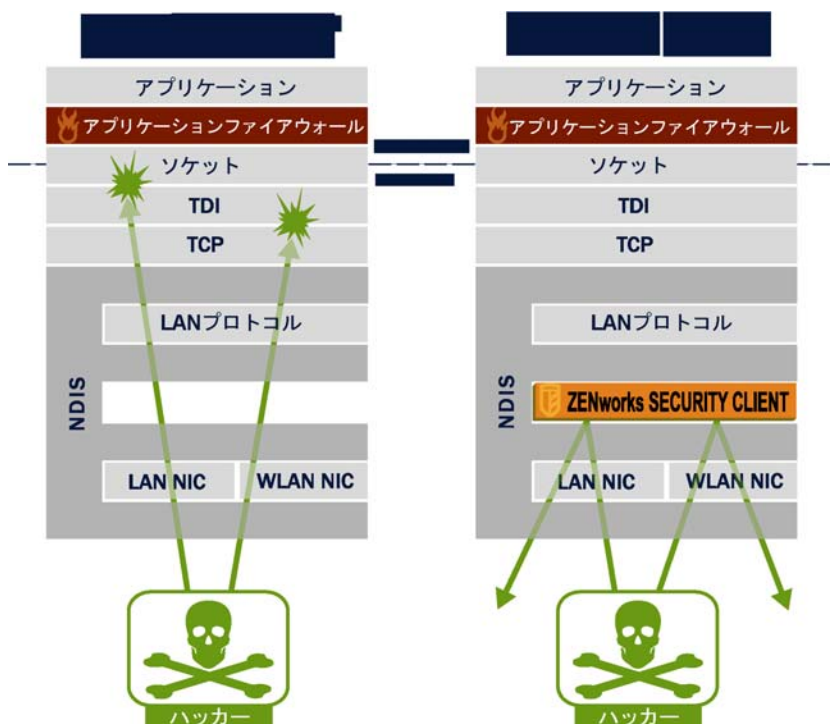 アプリケーション
アプリケーションファイアウォール
ソケット
TDI
TCP
LANプロトコル
NDIS
LAN NIC
WLAN NIC
ハッカー
アプリケーション
アプリケーションファイアウォール
ソケット
TDI
TCP
LANプロトコル
NDIS
ZENworks SECURITY CLIENT
LAN NIC
WLAN NIC
ハッカー